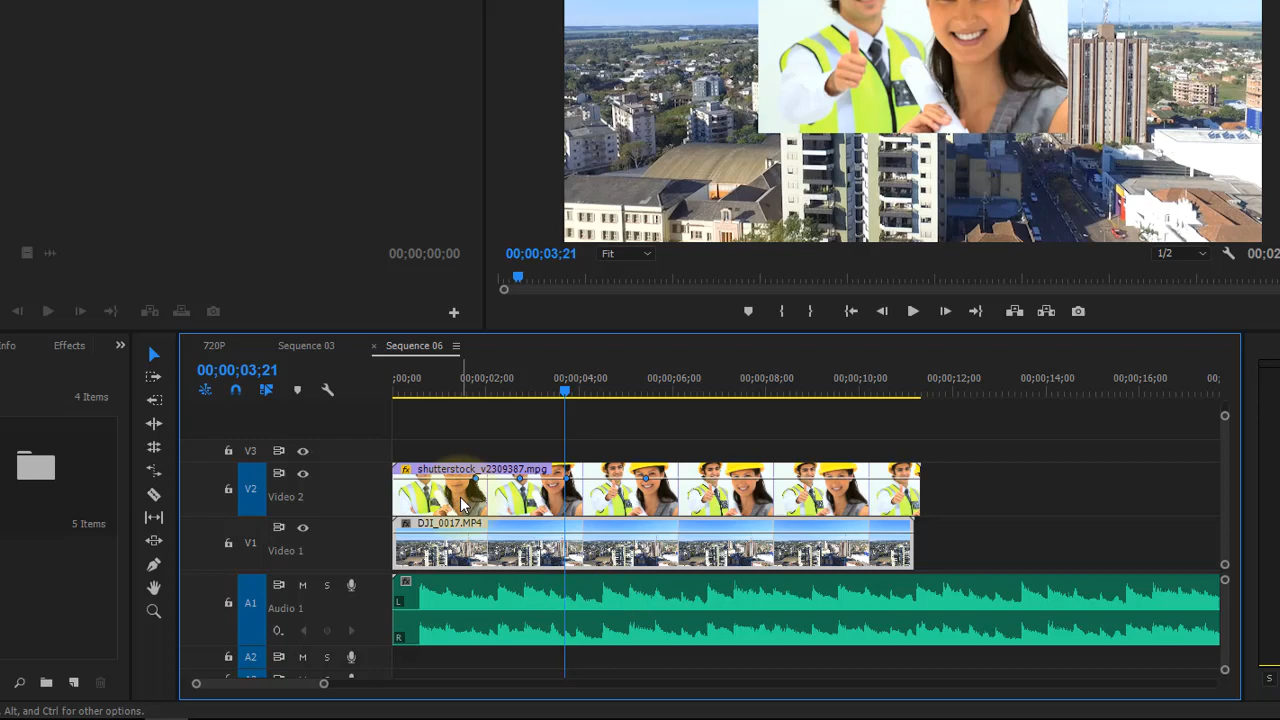 00;00;00;00
00;00;03;21
Fit
1/2
00;02
nfo
Effects
720P
Sequence 03
× Sequence 06
4 Items
00;00;03;21
;00;00
00;00;02;00
00;00;04;00
00;00;06;00
00;00;08;00
00;00;10;00
00;00;12;00
00;00;14;00
00;00;16;00
00;
V3
fx shutterstock_v2309387.mpg
V2
Video 2
5 Items
fx DJI_0017.MP4
V1
Video 1
fx
M
S
A1
Audio 1
L
R
A2
M
S
S
, Alt, and Ctrl for other options.